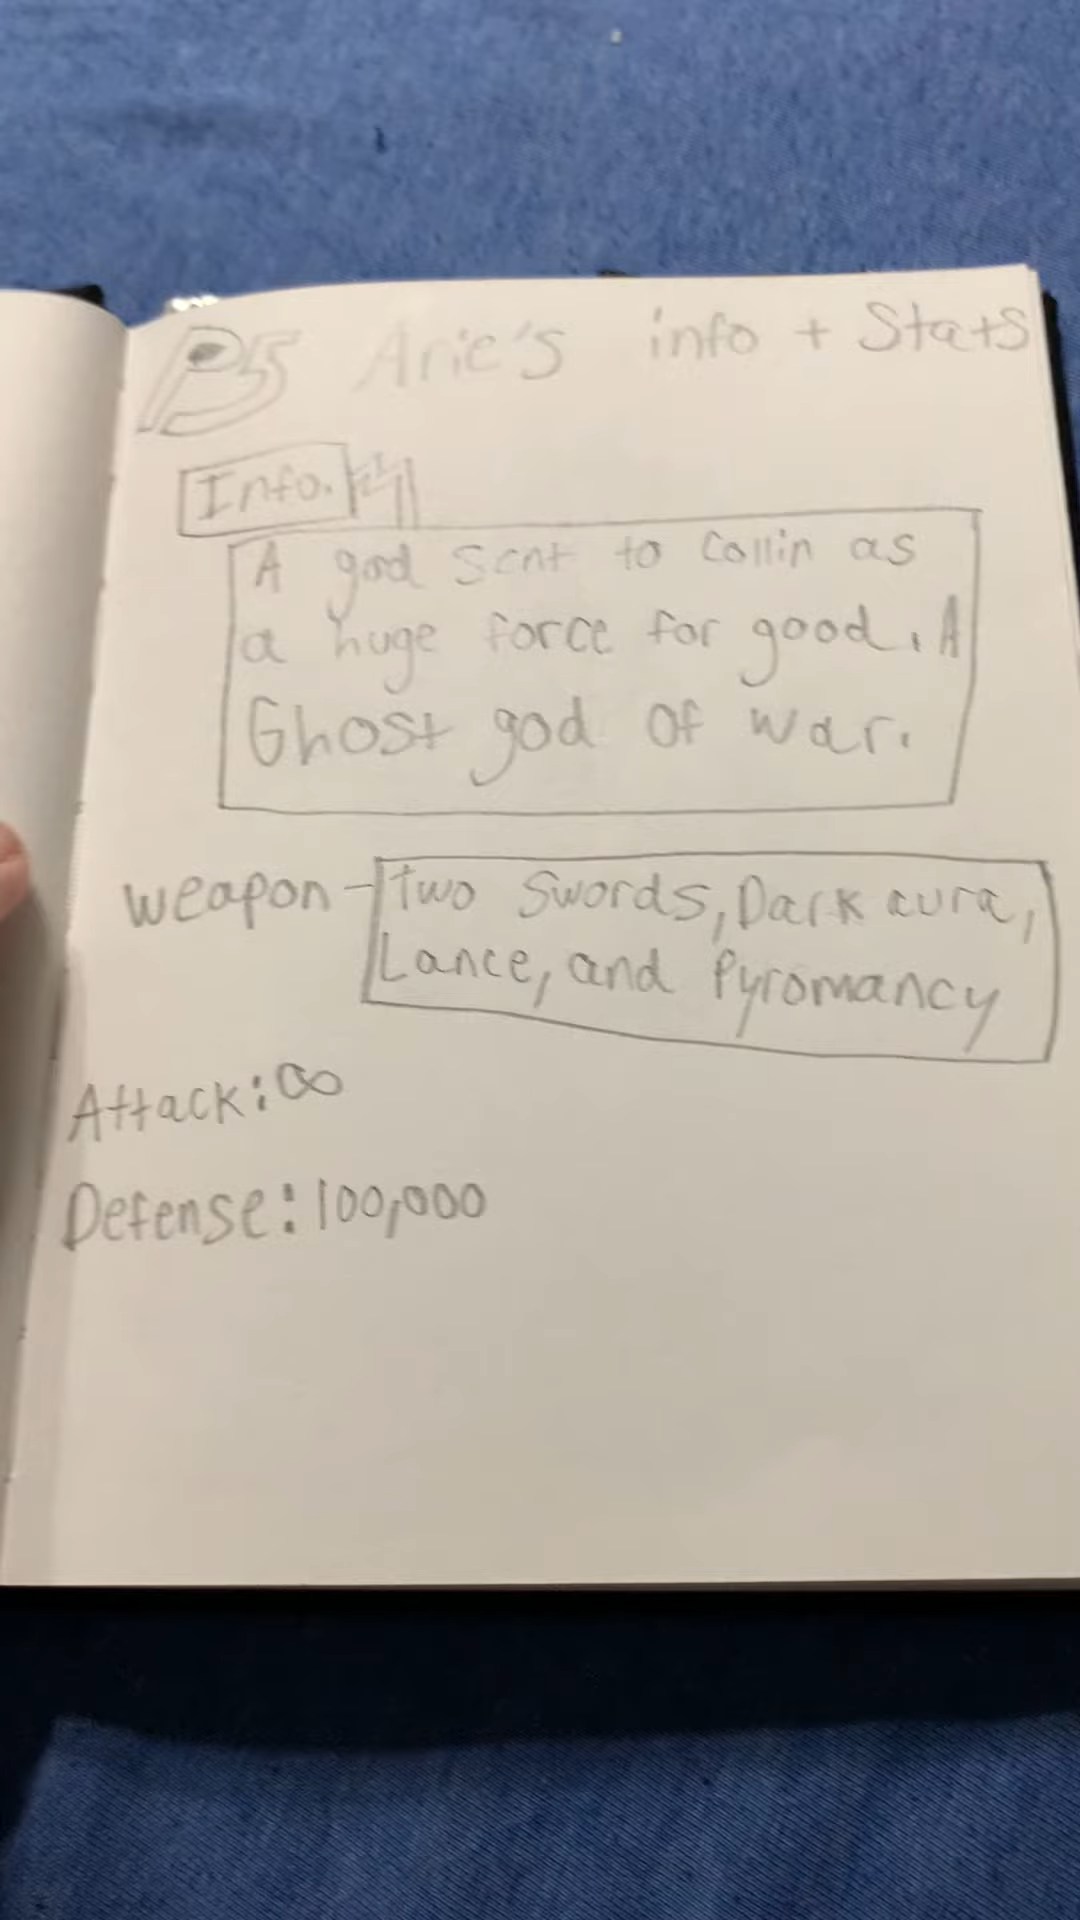 P5 Arie's info + Stats
Info.
A god sent to Collin as
a huge force for good. A
Ghost god of war.
weapon - two Swords, Dark aura,
Lance, and Pyromancy
Attack: ∞
Defense: 100,000